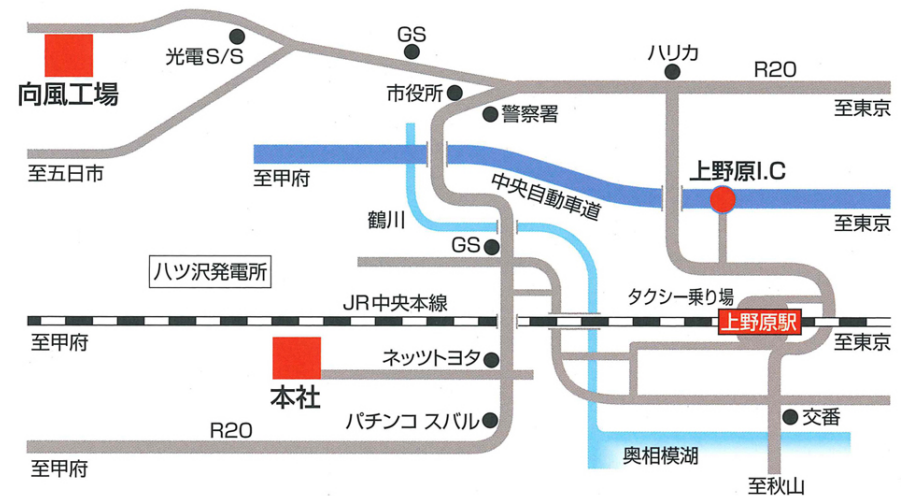 GS
ハリカ
光電S/S
R20
向風工場
市役所
至東京
警察署
至五日市
至甲府
上野原I.C
中央自動車道
鶴川
至東京
GS
八ツ沢発電所
JR中央本線
タクシー乗り場
上野原駅
至甲府
至東京
ネッツトヨタ
本社
パチンコ スバル
交番
R20
奥相模湖
至甲府
至秋山